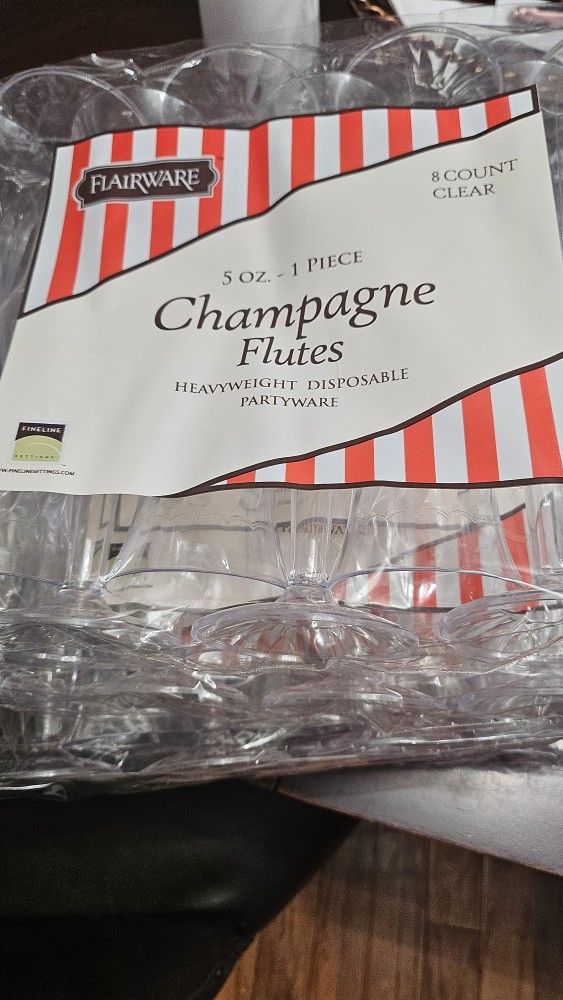 FLAIRWARE
8 COUNT
CLEAR
5 OZ. - 1 PIECE
Champagne
Flutes
HEAVYWEIGHT DISPOSABLE
PARTYWARE
FINELINE
SETTINGS
WWW.FINELINESETTINGS.COM